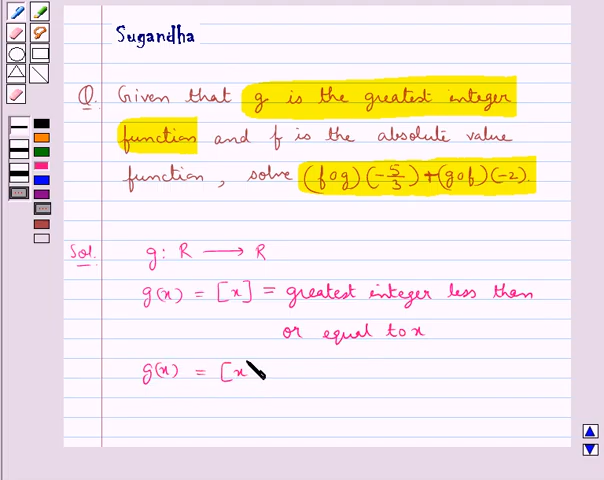 Sugandha
Q. Given that g is the greatest integer
function and f is the absolute value
function, solve (fog)(-5/3)+(gof)(-2).
Sol. g: R ⟶ R
g(x) = [x] = greatest integer less than
or equal to x
g(x) = [x